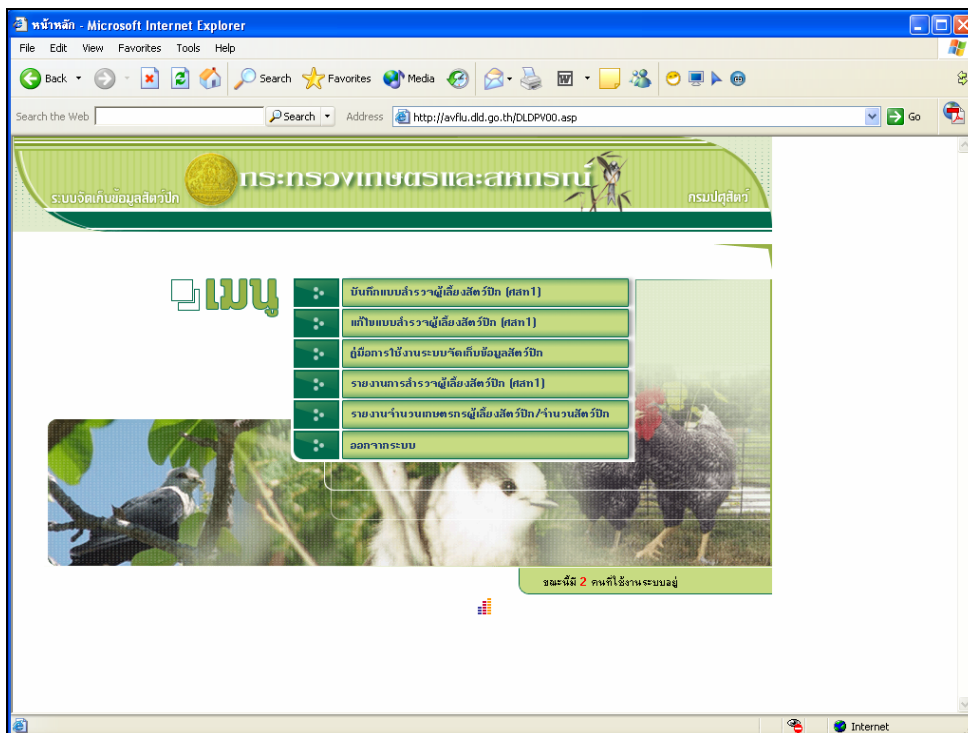 หน้าหลัก - Microsoft Internet Explorer
File Edit View Favorites Tools Help
Back Search Favorites Media
Search the Web Search Address http://avflu.dld.go.th/DLDPV00.asp Go
กระทรวงเกษตรและสหกรณ์
ระบบจัดเก็บข้อมูลสัตว์ปีก กรมปศุสัตว์
เมนู
บันทึกแบบสำรวจผู้เลี้ยงสัตว์ปีก (ศสท1)
แก้ไขแบบสำรวจผู้เลี้ยงสัตว์ปีก (ศสท1)
คู่มือการใช้งานระบบจัดเก็บข้อมูลสัตว์ปีก
รายงานการสำรวจผู้เลี้ยงสัตว์ปีก (ศสท1)
รายงานจำนวนเกษตรกรผู้เลี้ยงสัตว์ปีก/จำนวนสัตว์ปีก
ออกจากระบบ
ขณะนี้มี 2 คนที่ใช้งานระบบอยู่
Internet